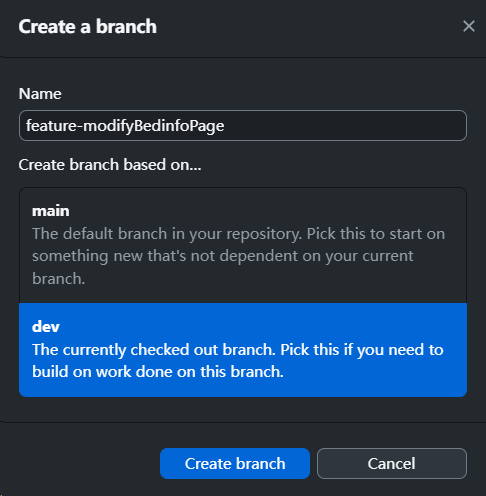 Create a branch
Name
feature-modifyBedinfoPage
Create branch based on...
main
The default branch in your repository. Pick this to start on
something new that's not dependent on your current
branch.
dev
The currently checked out branch. Pick this if you need to
build on work done on this branch.
Create branch
Cancel